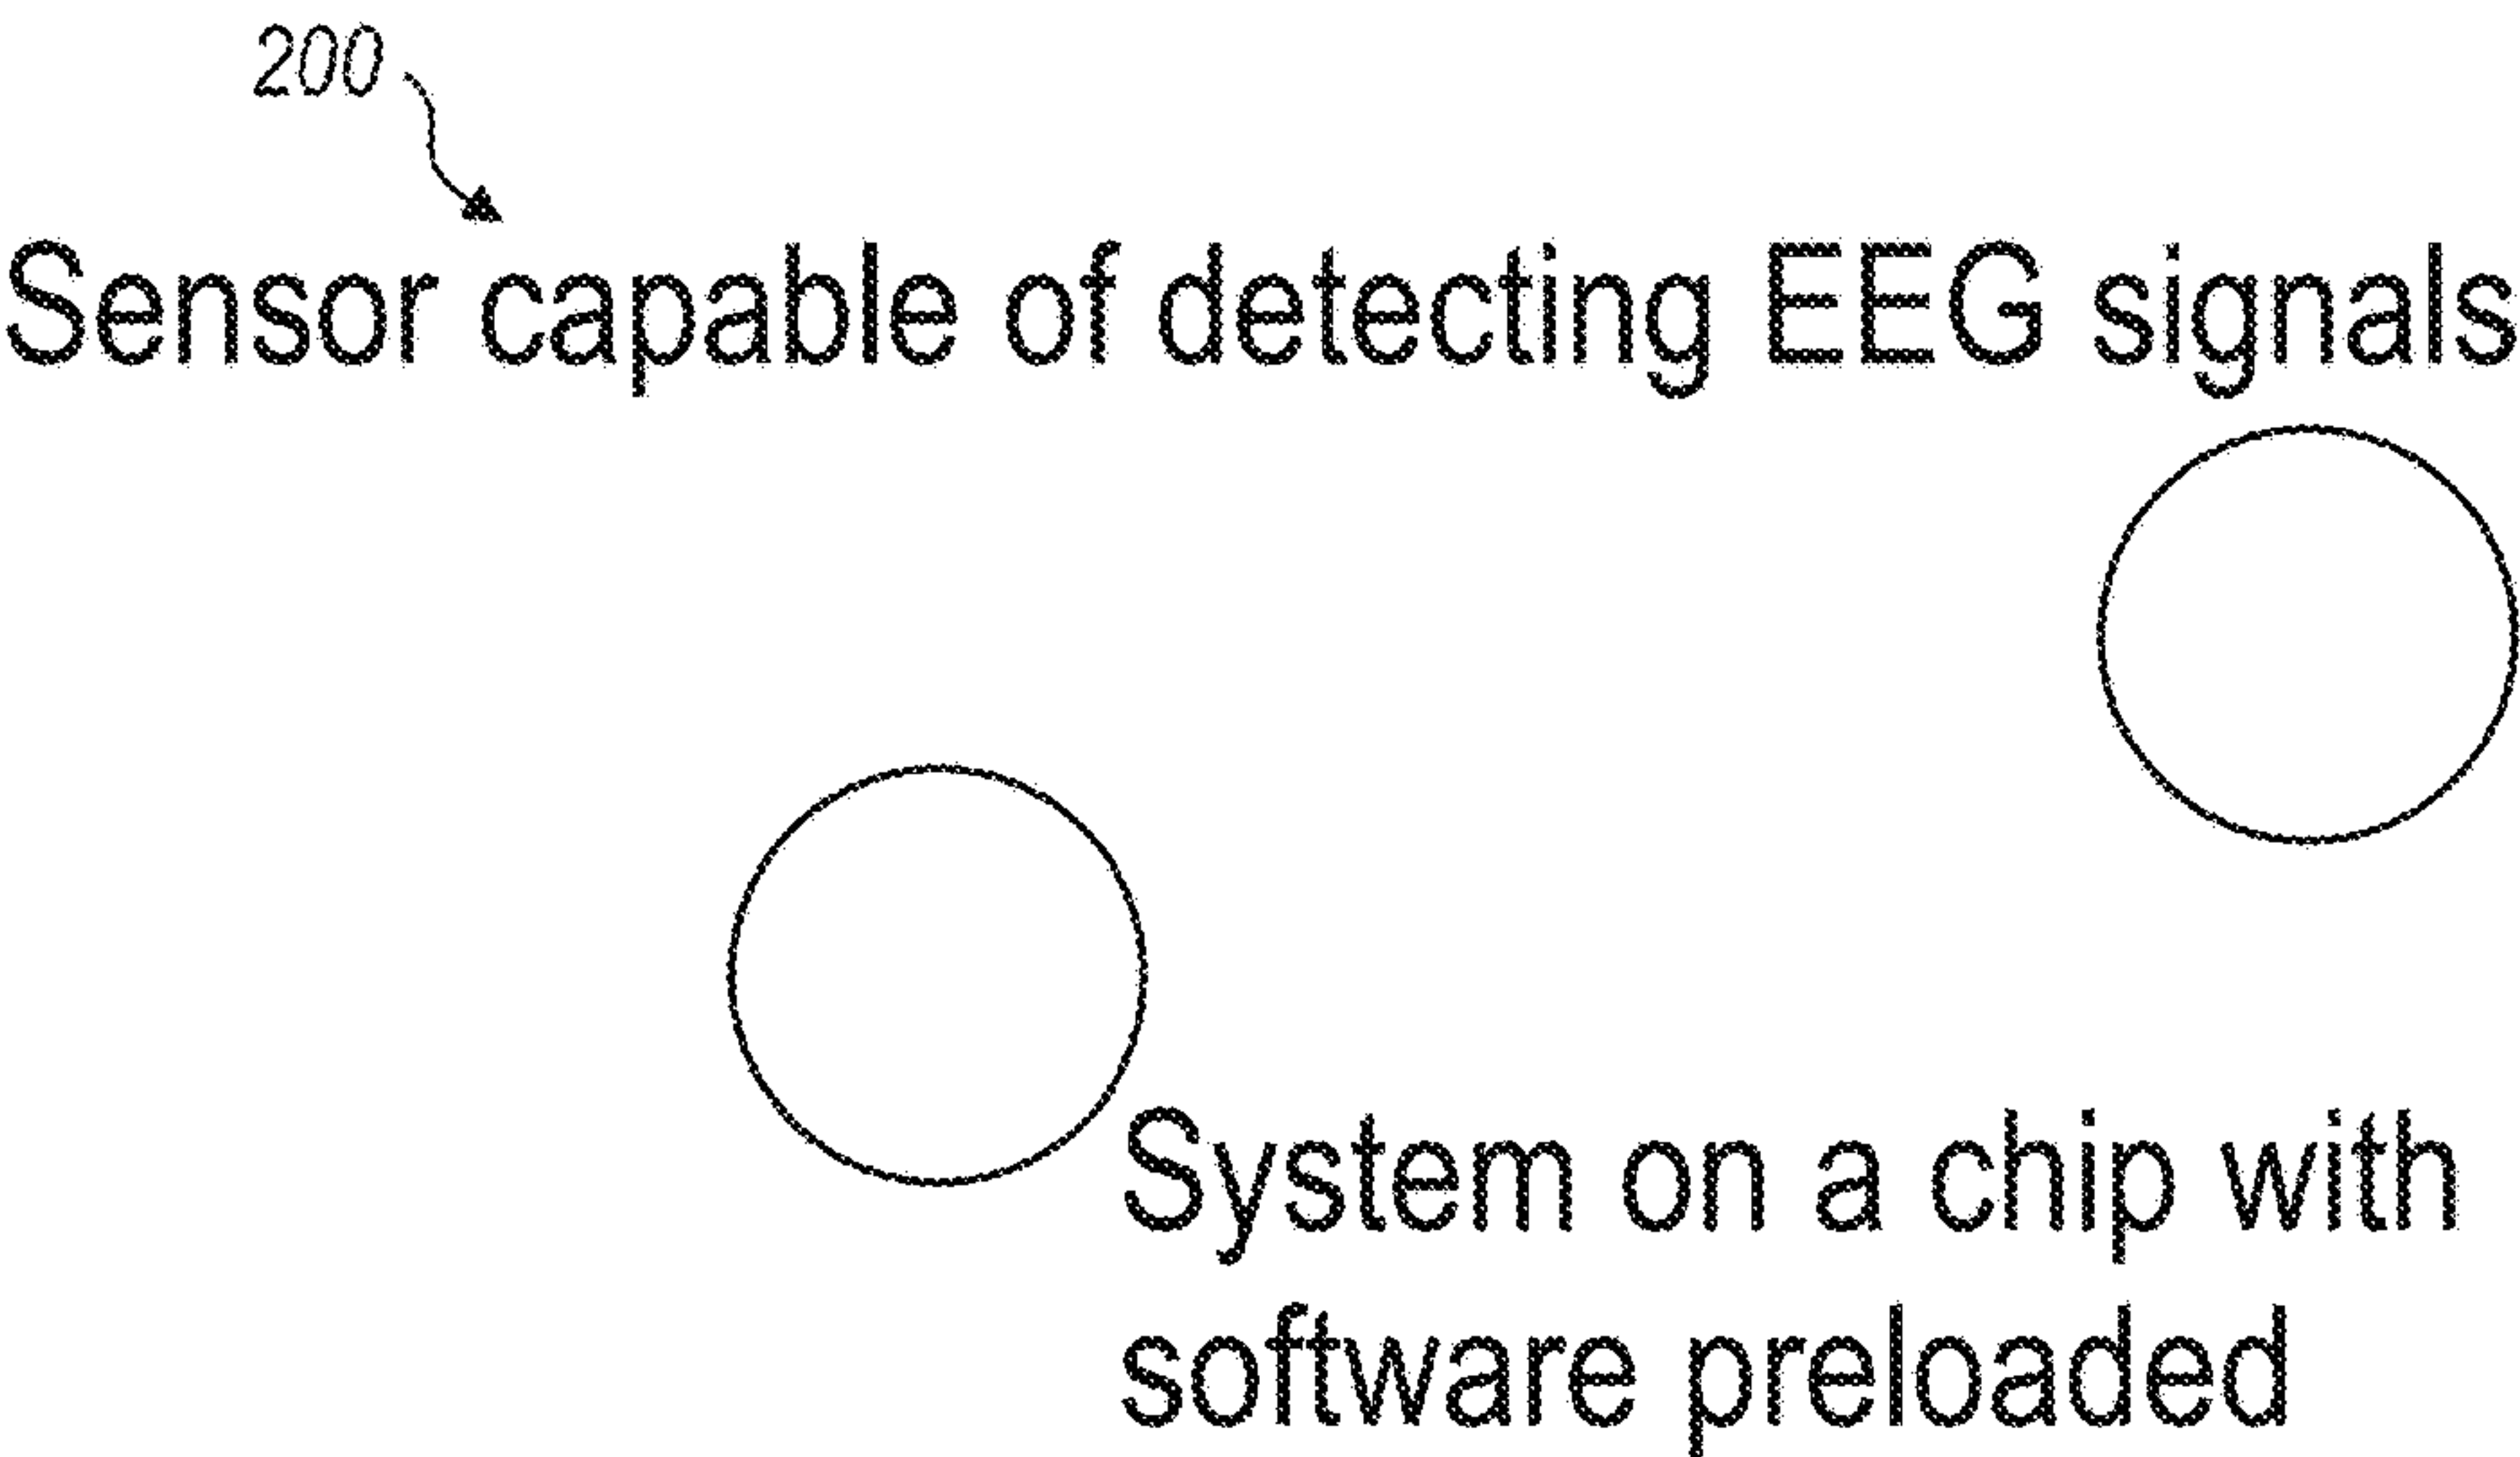 200
Sensor capable of detecting EEG signals
System on a chip with
software preloaded